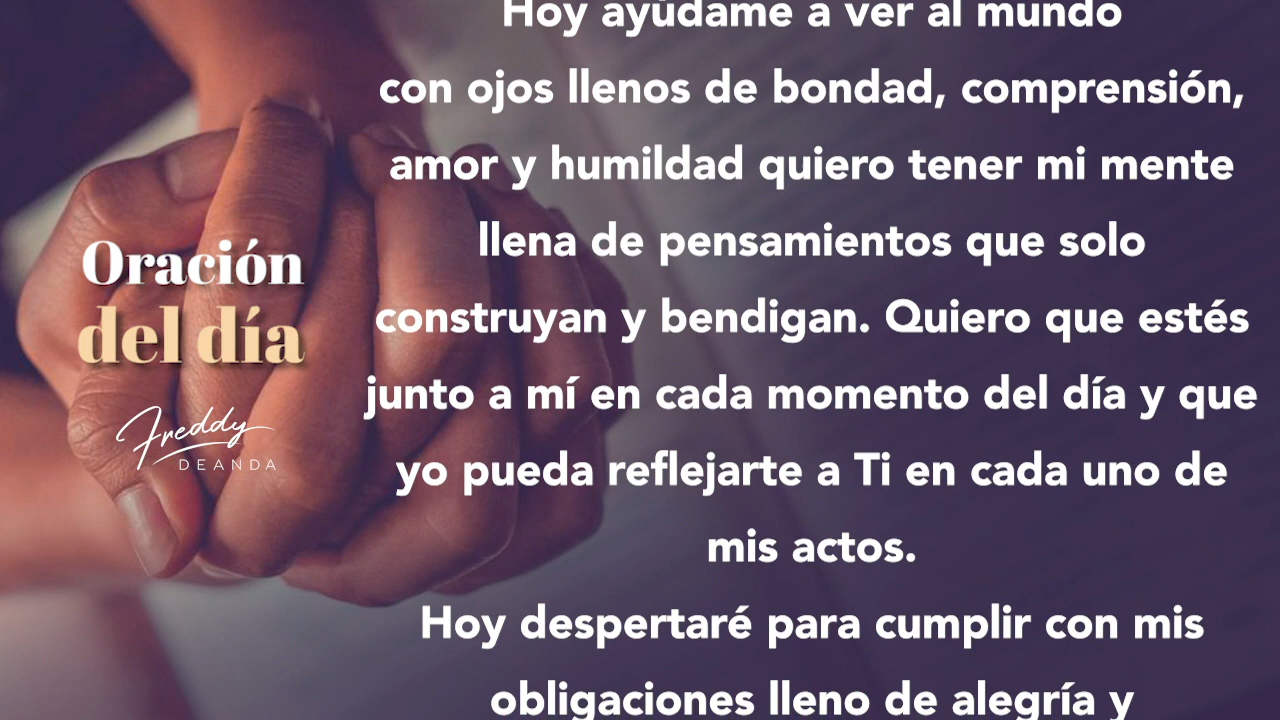 Oración
del día
Freddy
DEANDA
Hoy ayúdame a ver al mundo
con ojos llenos de bondad, comprensión,
amor y humildad quiero tener mi mente
llena de pensamientos que solo
construyan y bendigan. Quiero que estés
junto a mí en cada momento del día y que
yo pueda reflejarte a Ti en cada uno de
mis actos.
Hoy despertaré para cumplir con mis
obligaciones lleno de alegría y